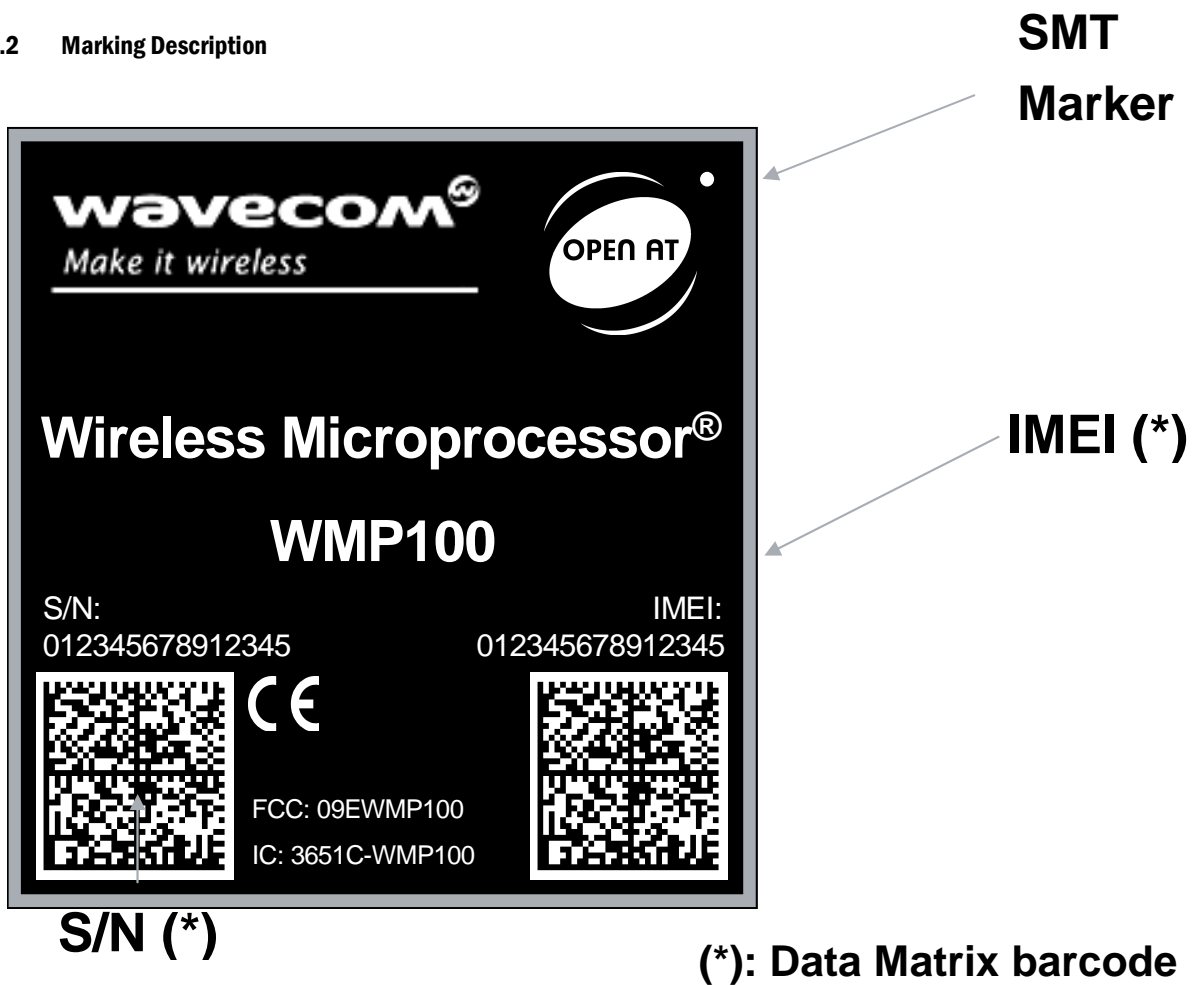 .2 Marking Description
SMT
Marker
wavecom
Make it wireless
OPEN AT
Wireless Microprocessor®
WMP100
IMEI (*)
S/N:
012345678912345
IMEI:
012345678912345
CE
FCC: 09EWMP100
IC: 3651C-WMP100
S/N (*)
(*): Data Matrix barcode